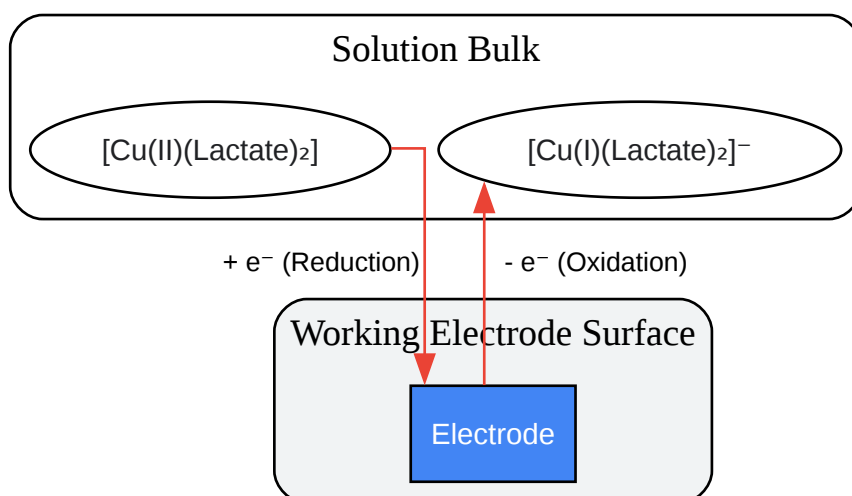 Solution Bulk
[Cu(II)(Lactate)₂]
[Cu(I)(Lactate)₂]⁻
+ e⁻ (Reduction)
- e⁻ (Oxidation)
Working Electrode Surface
Electrode